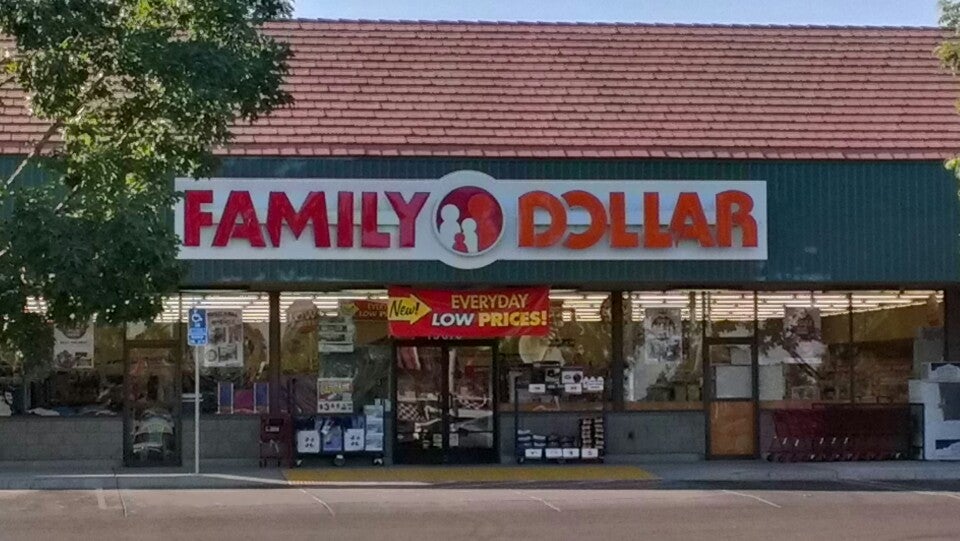 FAMILY DOLLAR
New!
EVERYDAY
LOW PRICES!